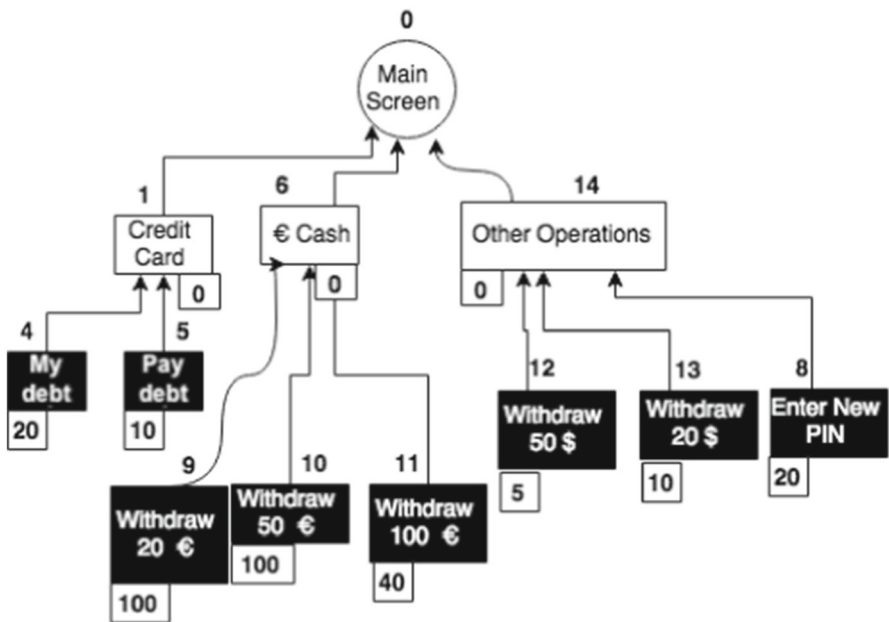 0
Main
Screen
1
6
14
Credit
Card
€ Cash
Other Operations
0
0
0
4
5
My
debt
Pay
debt
20
10
12
13
8
Withdraw
50 $
Withdraw
20 $
Enter New
PIN
5
10
20
9
10
11
Withdraw
20 €
Withdraw
50 €
Withdraw
100 €
100
100
40